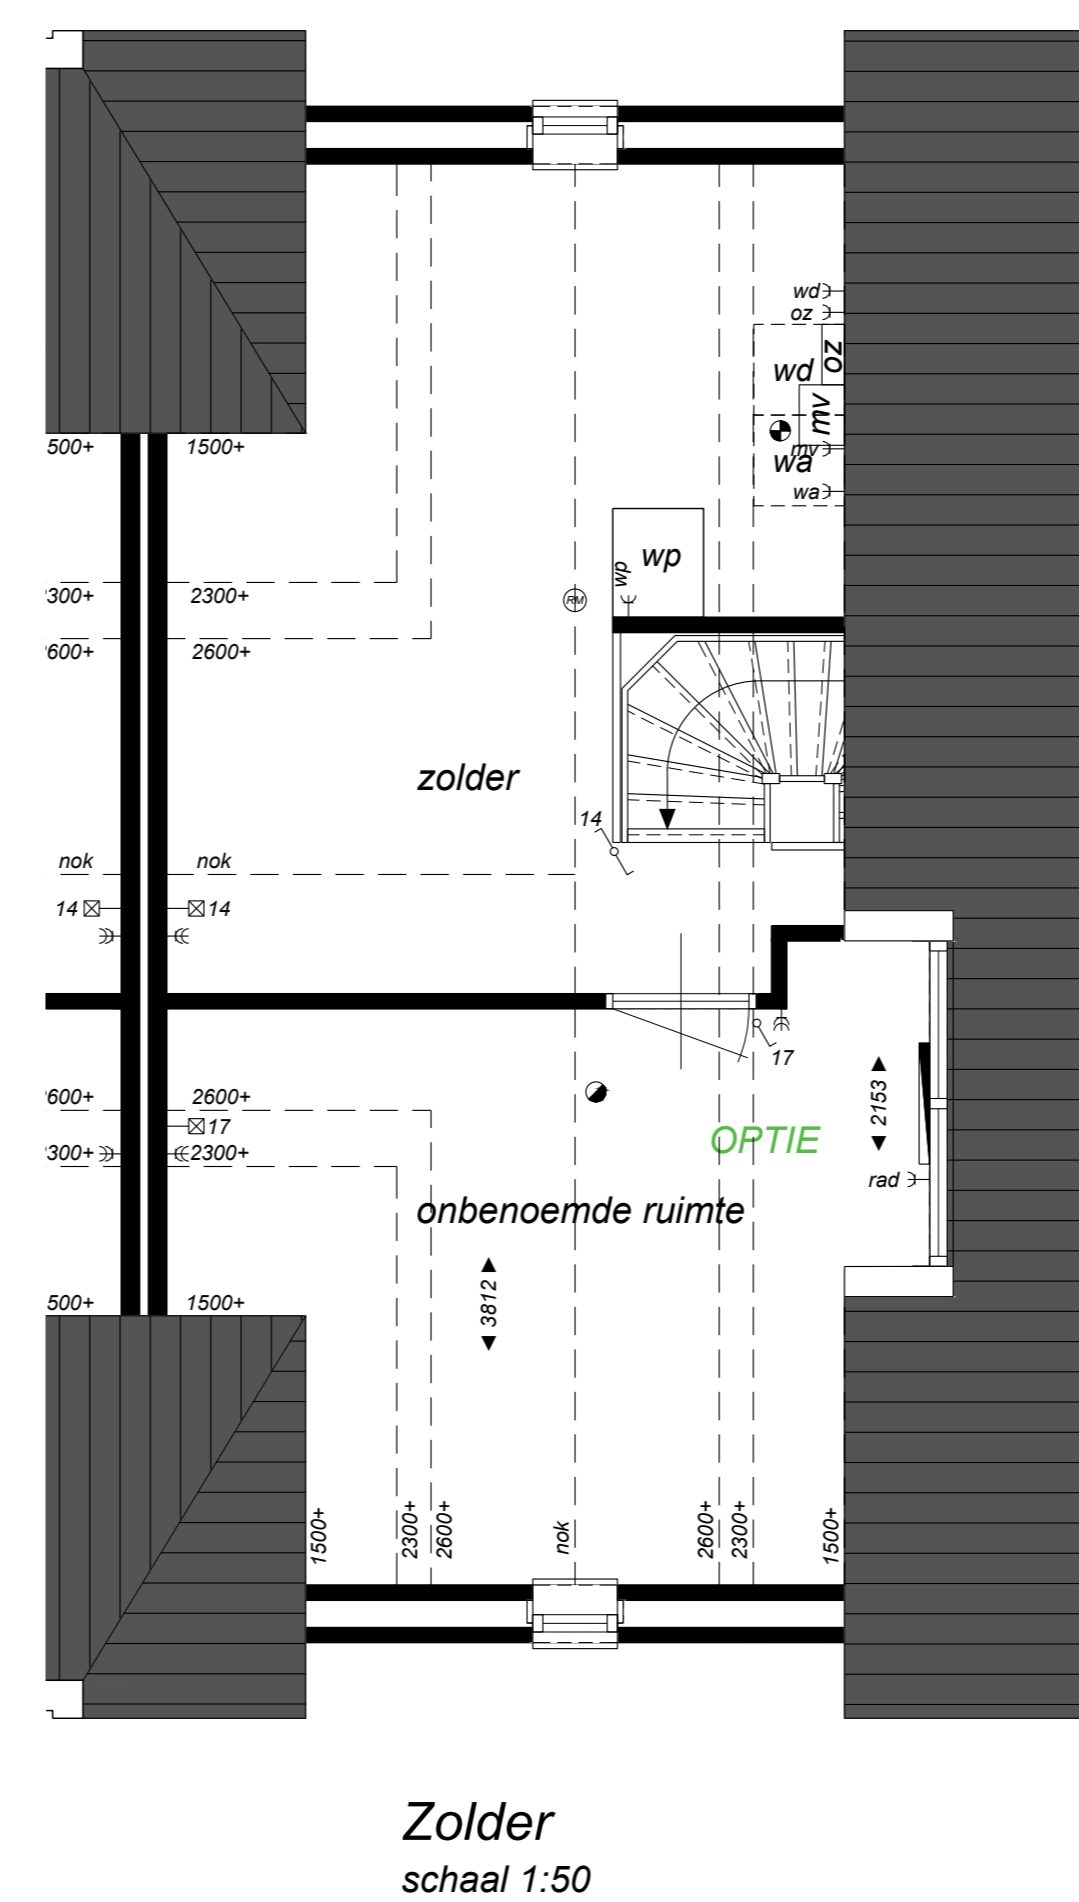 wd
oz
wd
oz
mv
500+ 1500+
mv
wa
wa
wp
wp
RM
2300+
2600+
600+
zolder
14
nok nok
14 14
17
600+ 2600+
17
2300+
2153
OPTIE
rad
onbenoemde ruimte
3812
500+ 1500+
1500+ 2300+ 2600+ nok 2600+ 2300+ 1500+
Zolder
schaal 1:50